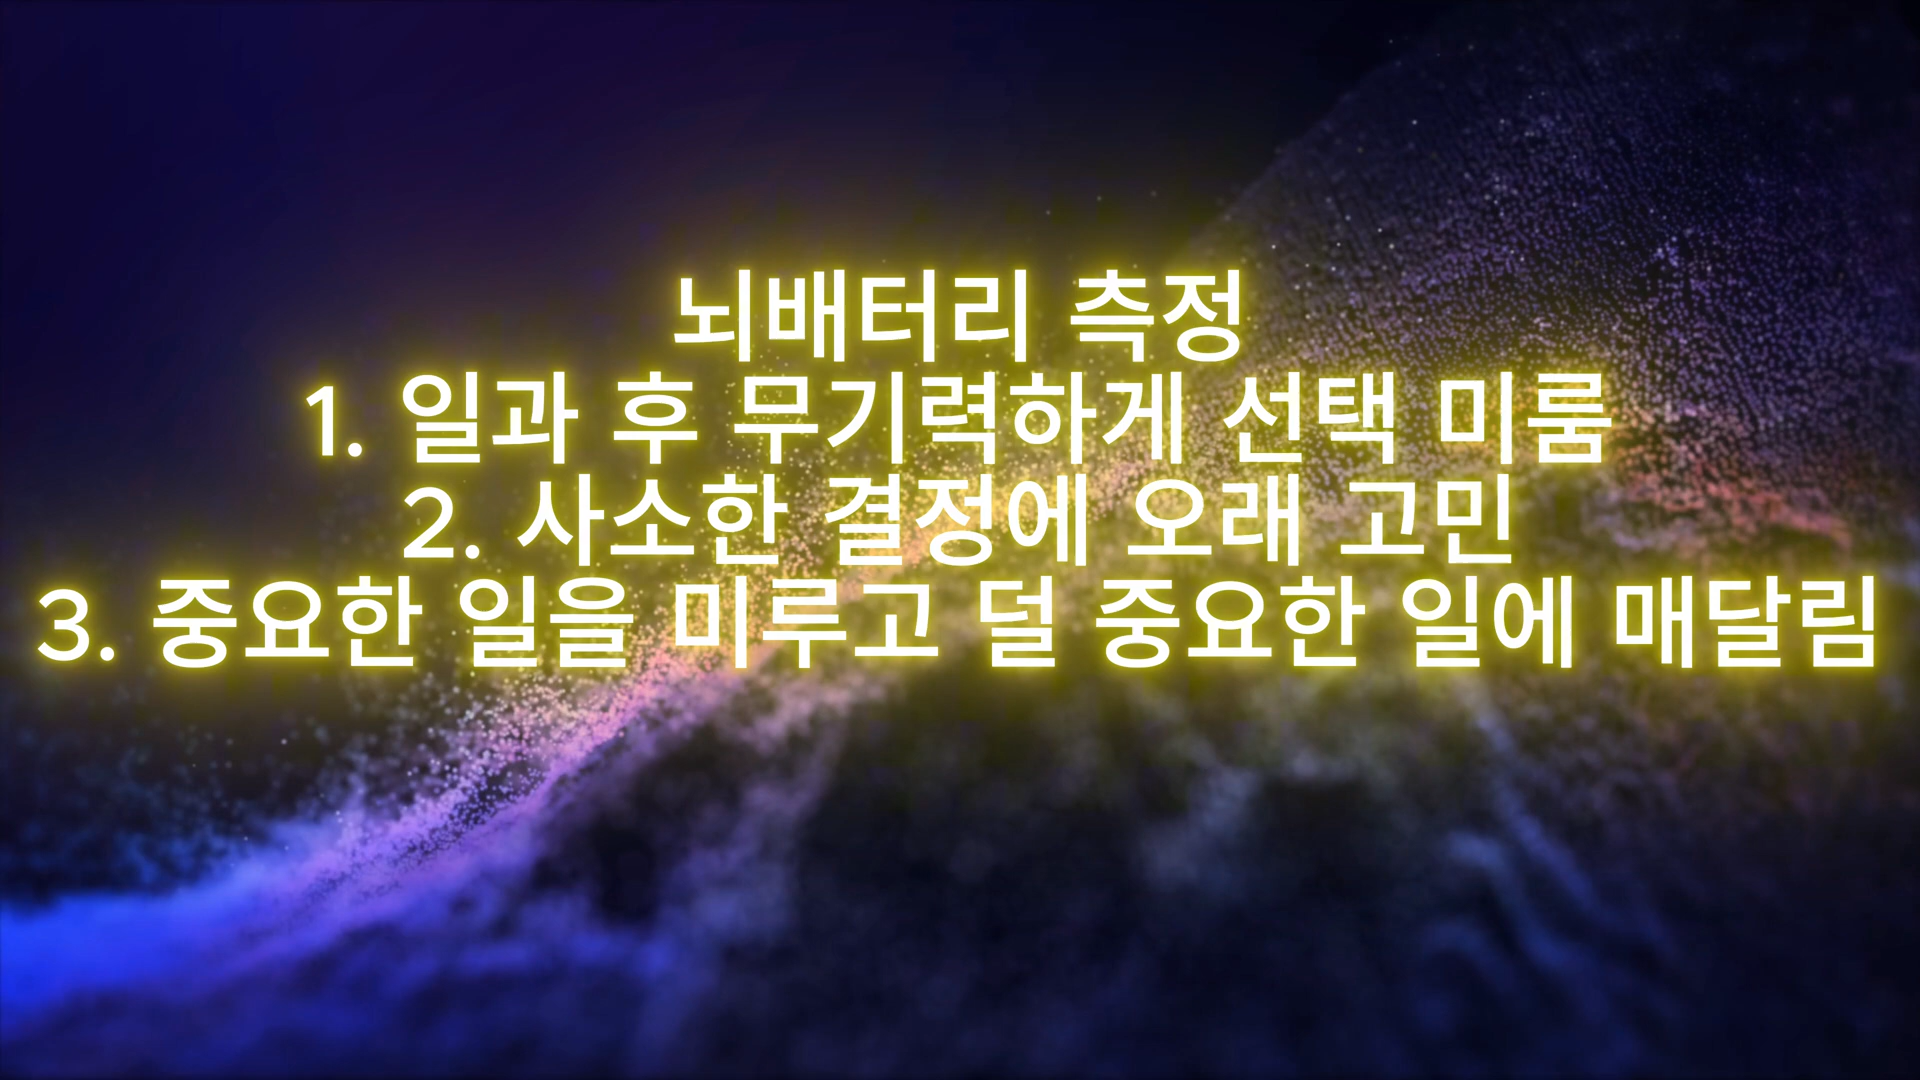 뇌배터리 측정
1. 일과 후 무기력하게 선택 미룸
2. 사소한 결정에 오래 고민
3. 중요한 일을 미루고 덜 중요한 일에 매달림